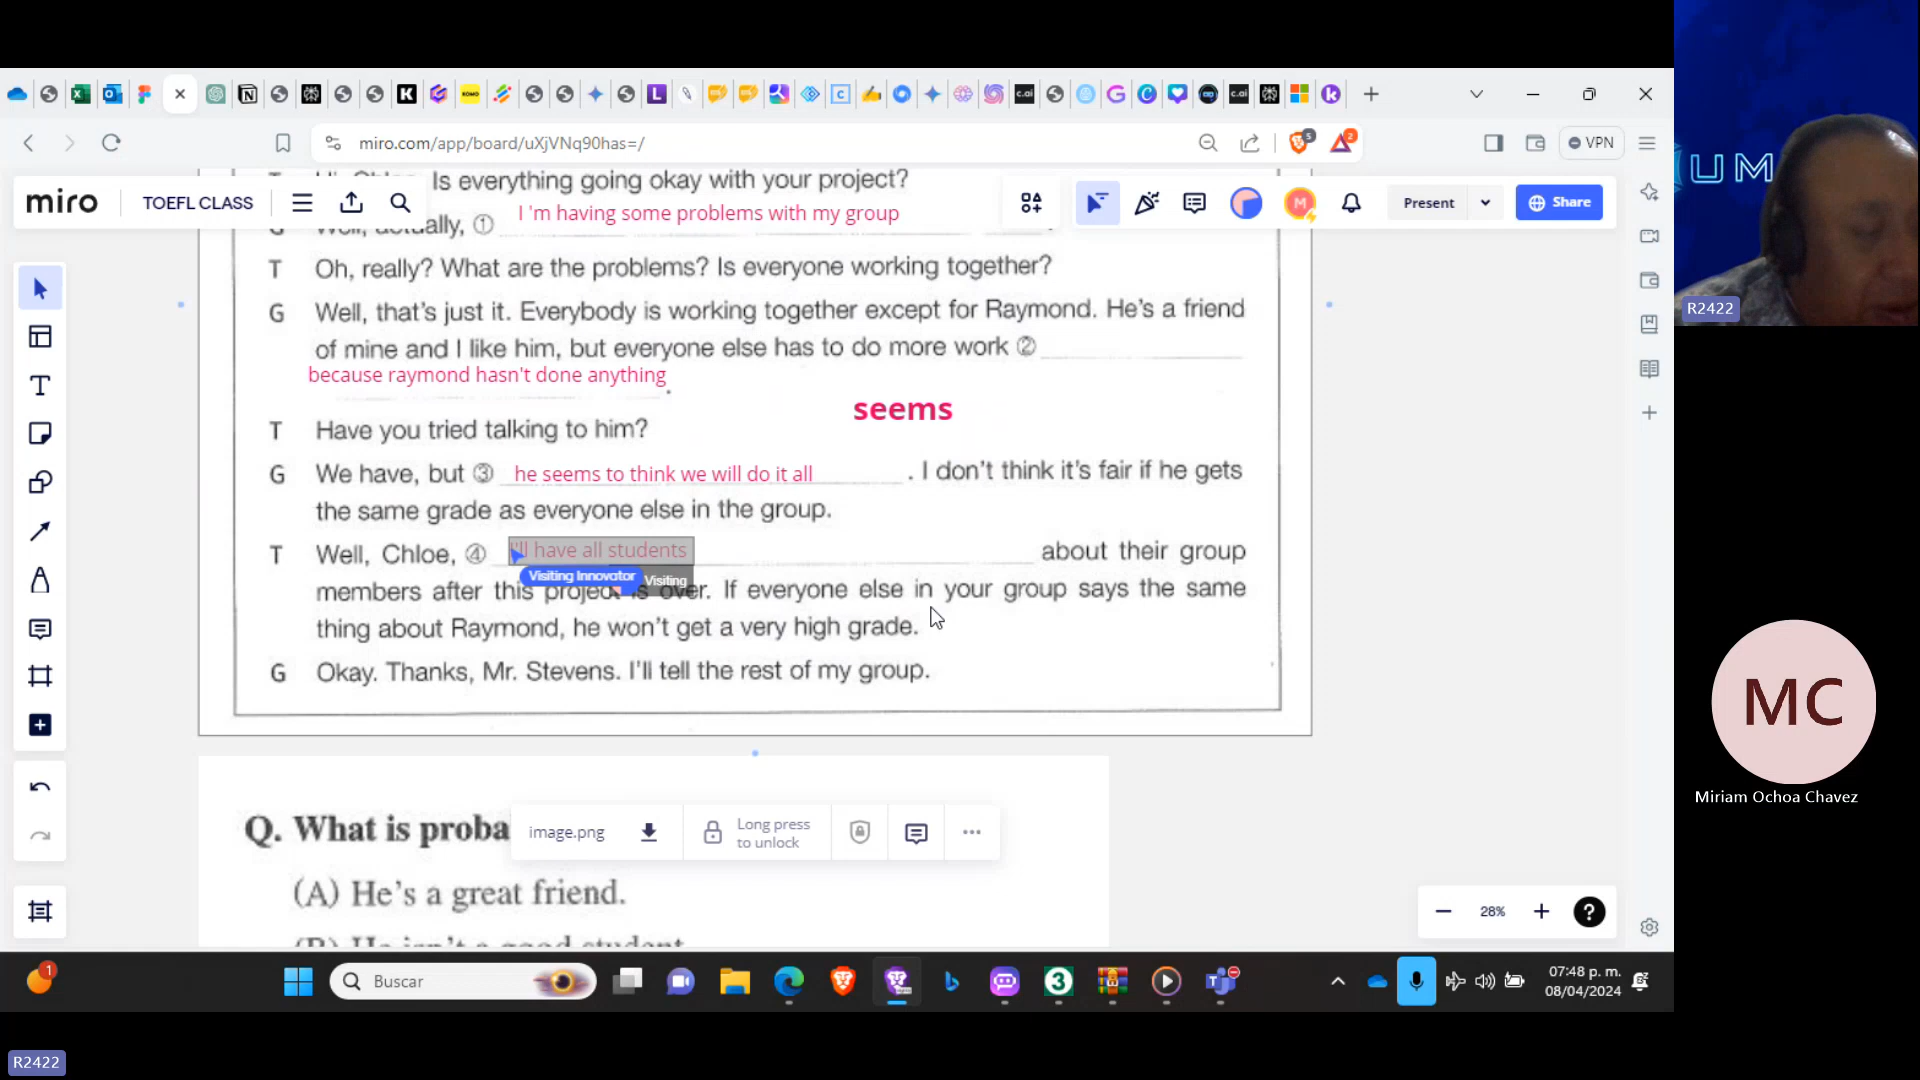 miro.com/app/board/uXjVNq90has=/
VPN
miro
TOEFL CLASS
Present
Share
Is everything going okay with your project?
I 'm having some problems with my group
Well, actually, ①
T Oh, really? What are the problems? Is everyone working together?
G Well, that's just it. Everybody is working together except for Raymond. He's a friend
of mine and I like him, but everyone else has to do more work ②
because raymond hasn't done anything
seems
T Have you tried talking to him?
G We have, but ③ he seems to think we will do it all . I don't think it's fair if he gets
the same grade as everyone else in the group.
T Well, Chloe, ④ I'll have all students about their group
Visiting Innovator
Visiting
members after this project is over. If everyone else in your group says the same
thing about Raymond, he won't get a very high grade.
G Okay. Thanks, Mr. Stevens. I'll tell the rest of my group.
Q. What is proba
image.png
Long press
to unlock
(A) He's a great friend.
(B) He isn't a good student
28%
Buscar
07:48 p. m.
08/04/2024
R2422
UM
R2422
MC
Miriam Ochoa Chavez